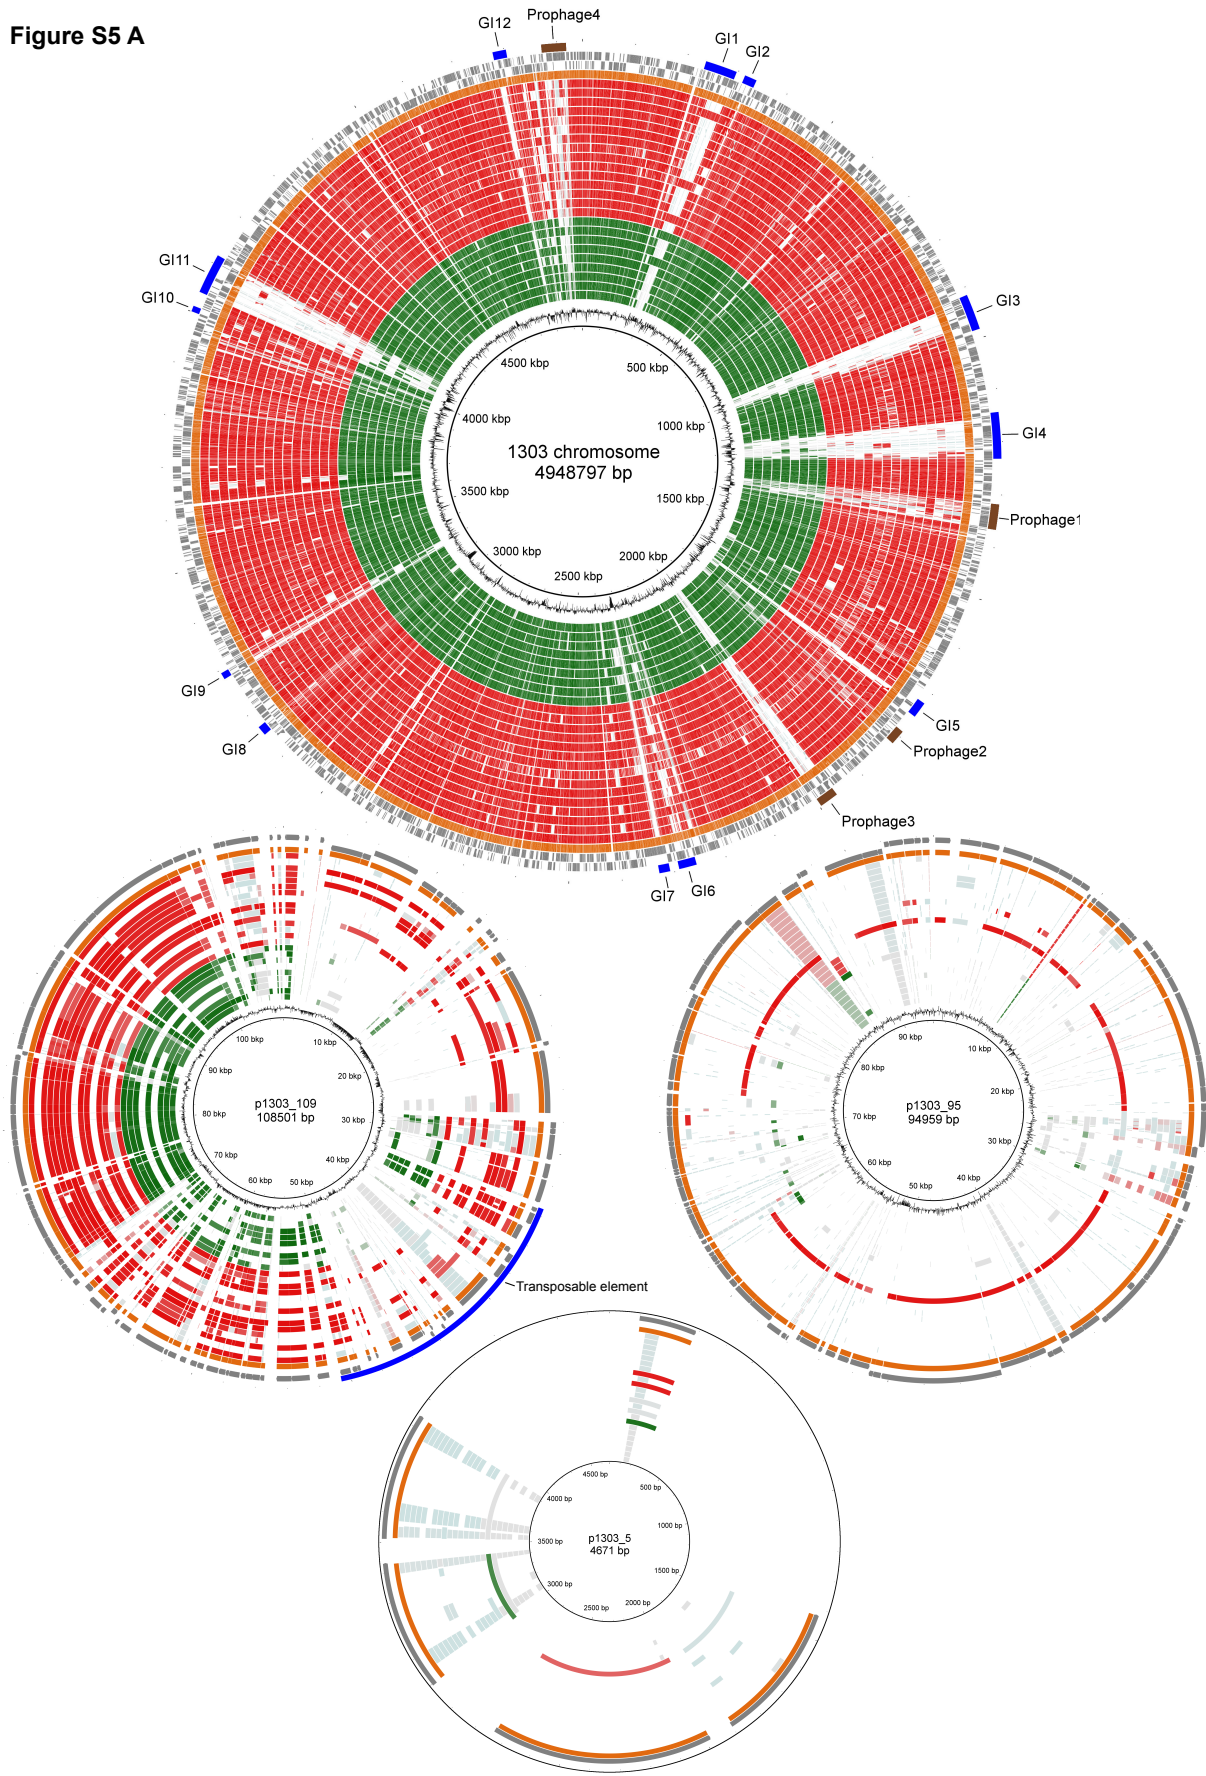 Figure S5 A
GI12
Prophage4
GI1
GI2
GI11
GI10
GI3
GI4
Prophage1
4500 kbp
500 kbp
4000 kbp
1000 kbp
1303 chromosome
4948797 bp
3500 kbp
1500 kbp
3000 kbp
2000 kbp
2500 kbp
GI9
GI8
GI5
Prophage2
Prophage3
GI7
GI6
100 bkp
10 kbp
90 kbp
20 kbp
p1303_109
108501 bp
80 kbp
30 kbp
70 kbp
40 kbp
60 kbp
50 kbp
Transposable element
90 kbp
10 kbp
80 kbp
20 kbp
p1303_95
94959 bp
70 kbp
30 kbp
60 kbp
40 kbp
50 kbp
4500 bp
500 bp
4000 bp
1000 bp
p1303_5
4671 bp
3500 bp
1500 bp
3000 bp
2000 bp
2500 bp